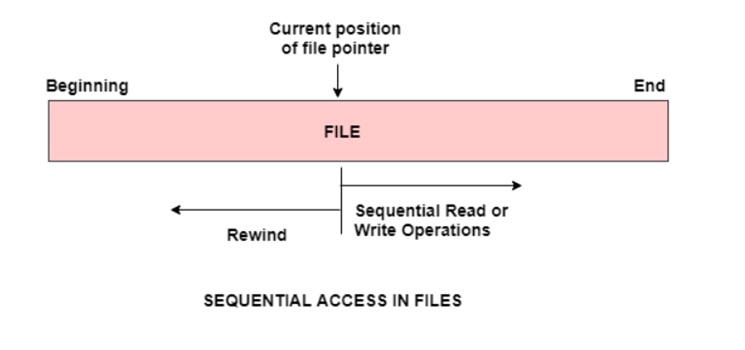 Current position
of file pointer
Beginning
End
FILE
Sequential Read or
Write Operations
Rewind
SEQUENTIAL ACCESS IN FILES